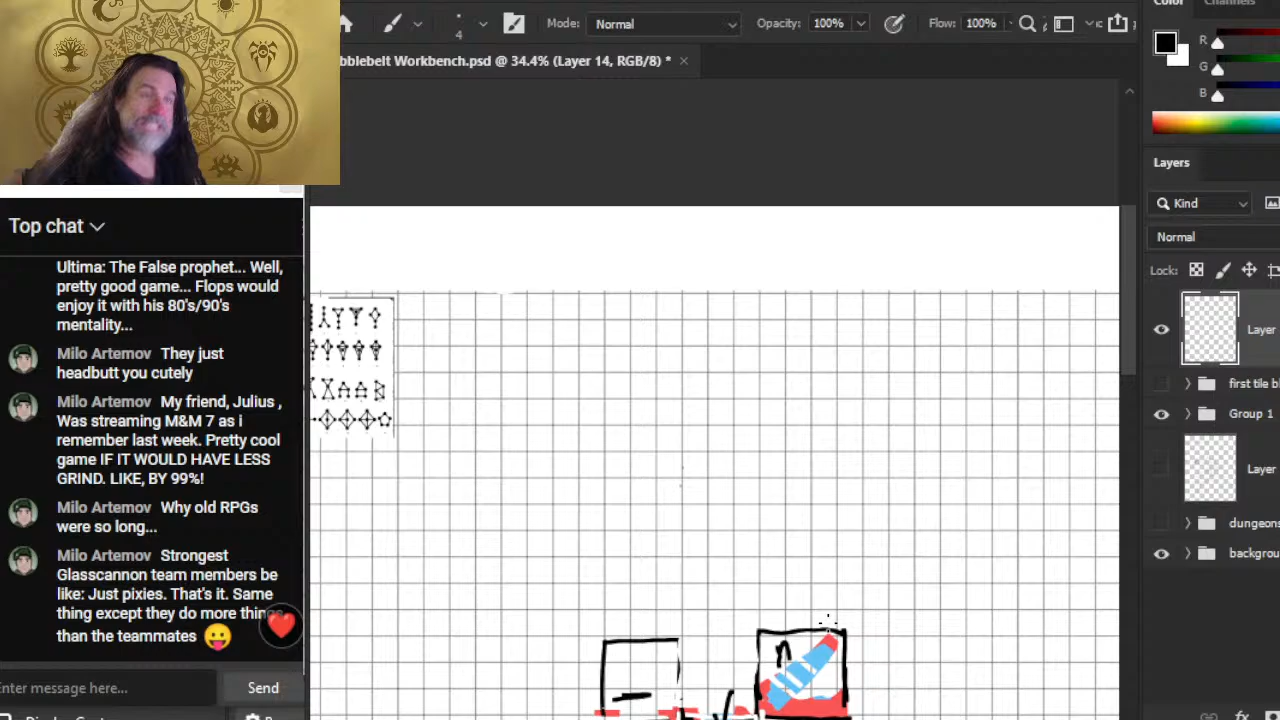 4
Mode: Normal
Opacity: 100%
Flow: 100%
bblebelt Workbench.psd @ 34.4% (Layer 14, RGB/8) *
Color
Channels
R
G
B
Layers
Kind
Normal
Lock:
Layer
first tile bl
Group 1
Layer
dungeons
backgrou
fx
Top chat
Ultima: The False prophet... Well,
pretty good game... Flops would
enjoy it with his 80's/90's
mentality...
Milo Artemov They just
headbutt you cutely
Milo Artemov My friend, Julius ,
Was streaming M&M 7 as i
remember last week. Pretty cool
game IF IT WOULD HAVE LESS
GRIND. LIKE, BY 99%!
Milo Artemov Why old RPGs
were so long...
Milo Artemov Strongest
Glasscannon team members be
like: Just pixies. That's it. Same
thing except they do more things
than the teammates
nter message here...
Send